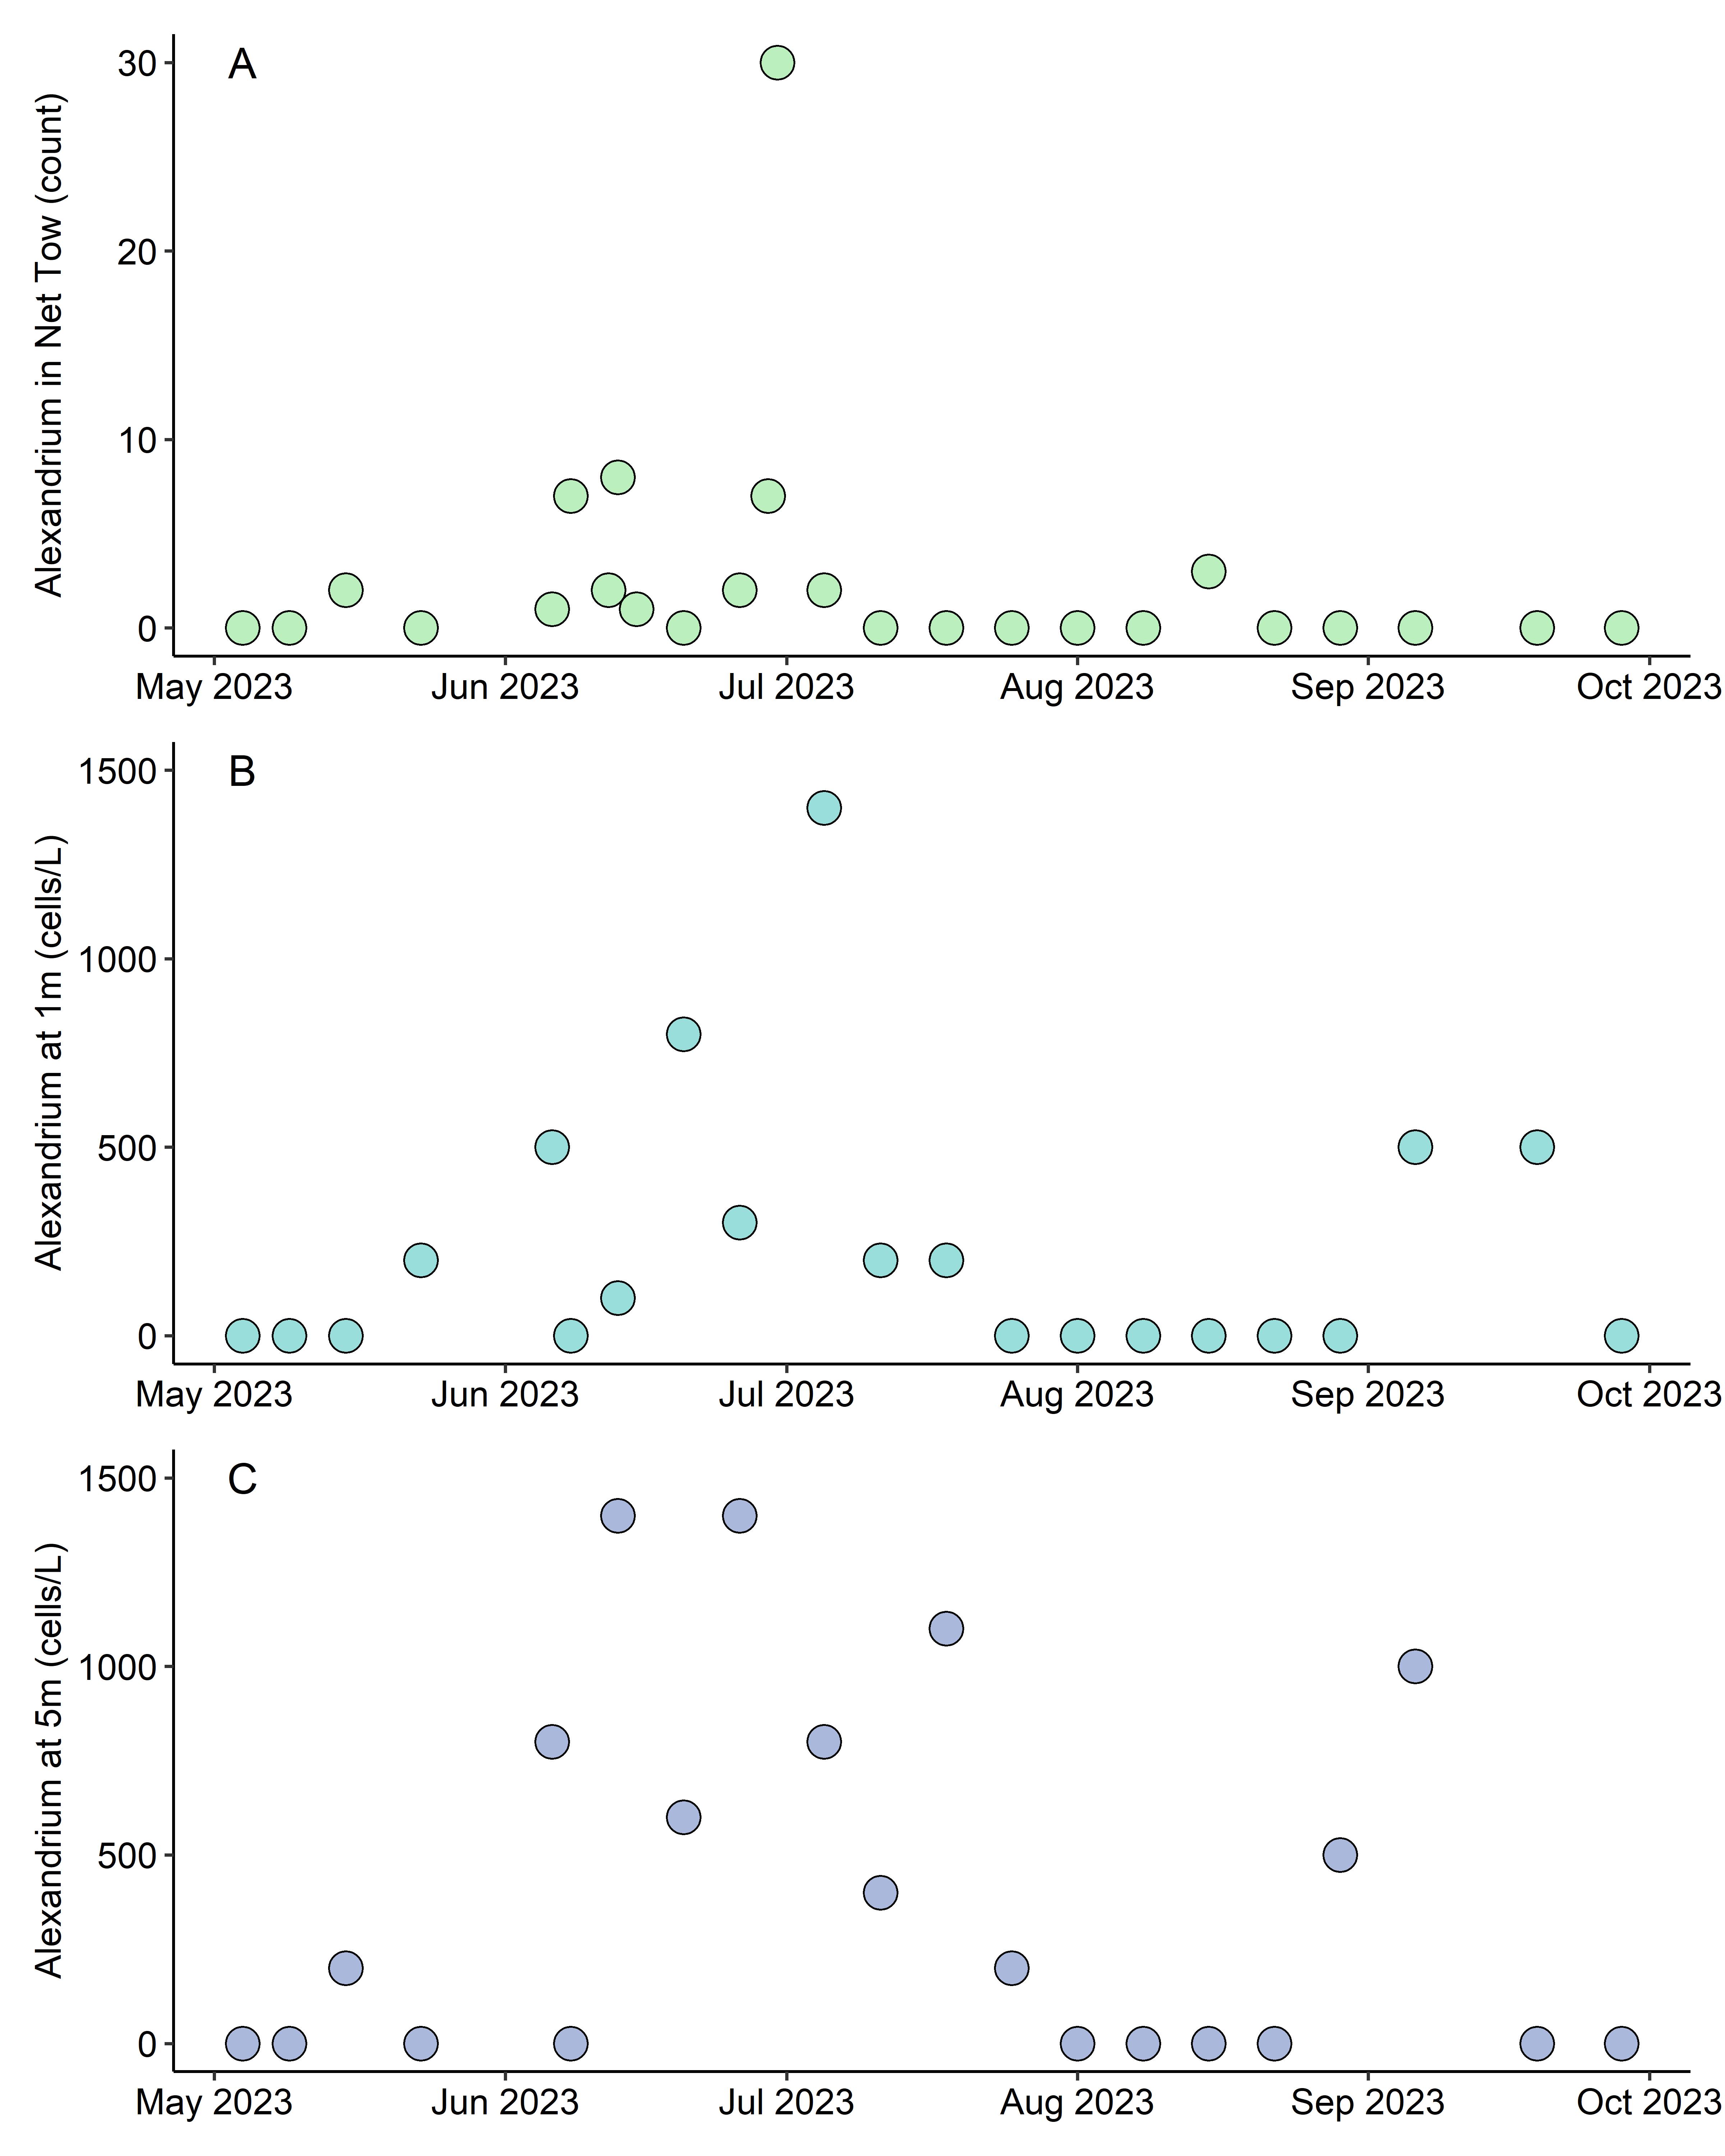 A
Alexandrium in Net Tow (count)
30
20
10
0
May 2023 Jun 2023 Jul 2023 Aug 2023 Sep 2023 Oct 2023
B
Alexandrium at 1m (cells/L)
1500
1000
500
0
May 2023 Jun 2023 Jul 2023 Aug 2023 Sep 2023 Oct 2023
C
Alexandrium at 5m (cells/L)
1500
1000
500
0
May 2023 Jun 2023 Jul 2023 Aug 2023 Sep 2023 Oct 2023